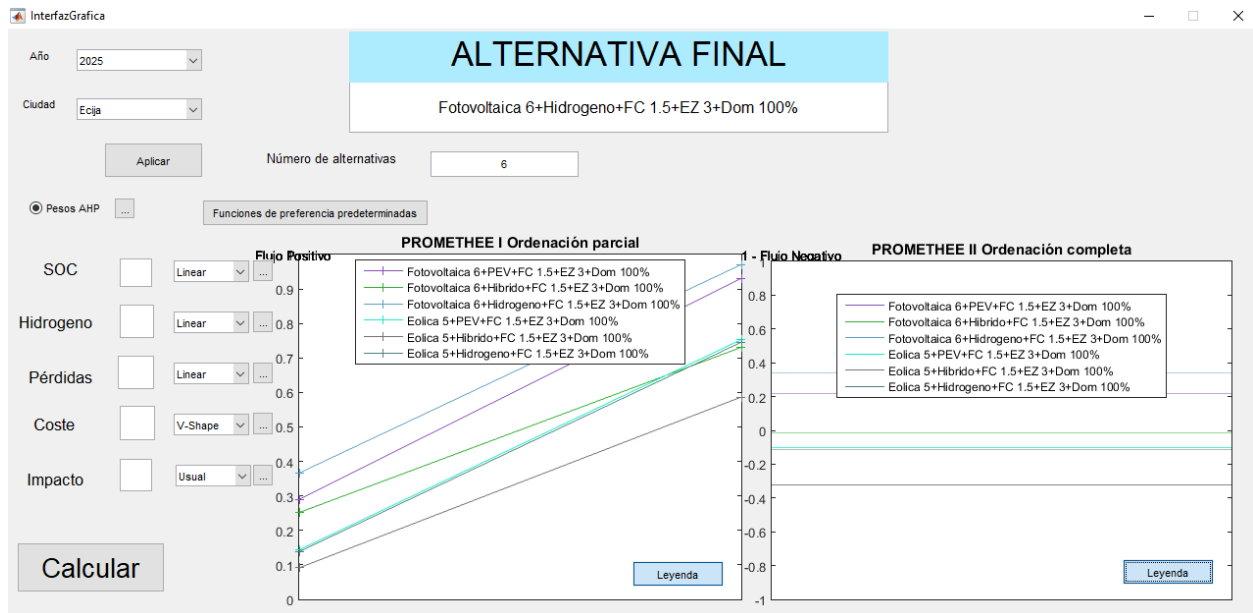 InterfazGrafica
Año
2025
Ciudad
Ecija
Aplicar
ALTERNATIVA FINAL
Fotovoltaica 6+Hidrogeno+FC 1.5+EZ 3+Dom 100%
Número de alternativas
6
Pesos AHP
...
Funciones de preferencia predeterminadas
SOC
Linear
...
Hidrogeno
Linear
...
Pérdidas
Linear
...
Coste
V-Shape
...
Impacto
Usual
...
Calcular
PROMETHEE I Ordenación parcial
Flujo Positivo
1 - Flujo Negativo
Fotovoltaica 6+PEV+FC 1.5+EZ 3+Dom 100%
Fotovoltaica 6+Hibrido+FC 1.5+EZ 3+Dom 100%
Fotovoltaica 6+Hidrogeno+FC 1.5+EZ 3+Dom 100%
Eolica 5+PEV+FC 1.5+EZ 3+Dom 100%
Eolica 5+Hibrido+FC 1.5+EZ 3+Dom 100%
Eolica 5+Hidrogeno+FC 1.5+EZ 3+Dom 100%
0.9
0.8
0.7
0.6
0.5
0.4
0.3
0.2
0.1
0
Leyenda
PROMETHEE II Ordenación completa
Fotovoltaica 6+PEV+FC 1.5+EZ 3+Dom 100%
Fotovoltaica 6+Hibrido+FC 1.5+EZ 3+Dom 100%
Fotovoltaica 6+Hidrogeno+FC 1.5+EZ 3+Dom 100%
Eolica 5+PEV+FC 1.5+EZ 3+Dom 100%
Eolica 5+Hibrido+FC 1.5+EZ 3+Dom 100%
Eolica 5+Hidrogeno+FC 1.5+EZ 3+Dom 100%
1
0.8
0.6
0.4
0.2
0
-0.2
-0.4
-0.6
-0.8
-1
Leyenda